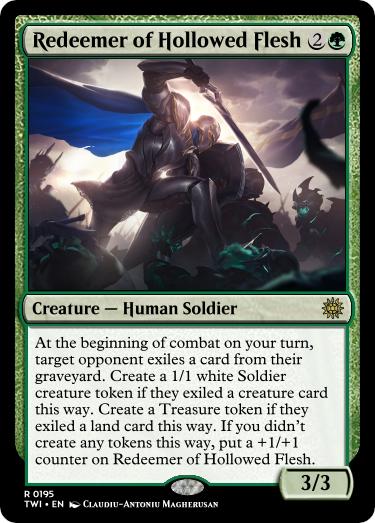 Redeemer of Hollowed Flesh 2
Creature — Human Soldier
At the beginning of combat on your turn,
target opponent exiles a card from their
graveyard. Create a 1/1 white Soldier
creature token if they exiled a creature card
this way. Create a Treasure token if they
exiled a land card this way. If you didn't
create any tokens this way, put a +1/+1
counter on Redeemer of Hollowed Flesh.
3/3
R 0195
TWI • EN Claudiu-Antoniu Magherusan